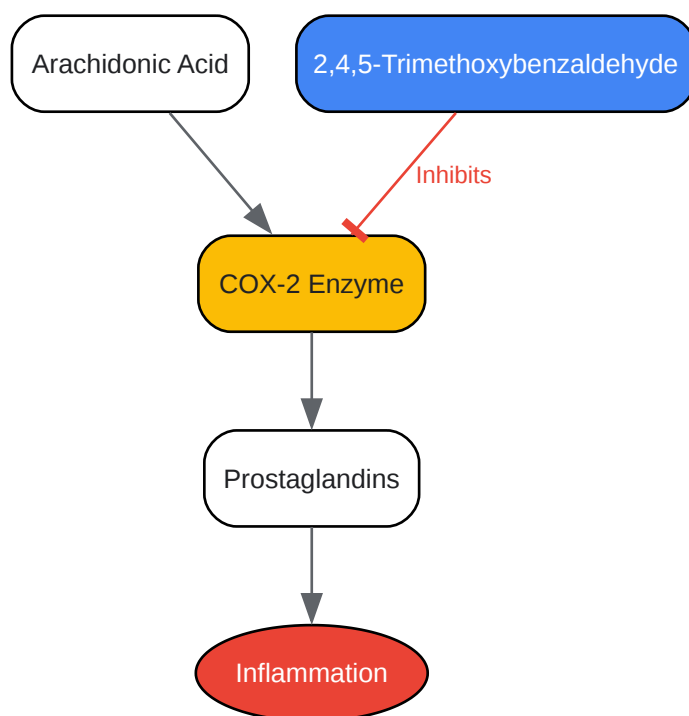 Arachidonic Acid
2,4,5-Trimethoxybenzaldehyde
Inhibits
COX-2 Enzyme
Prostaglandins
Inflammation